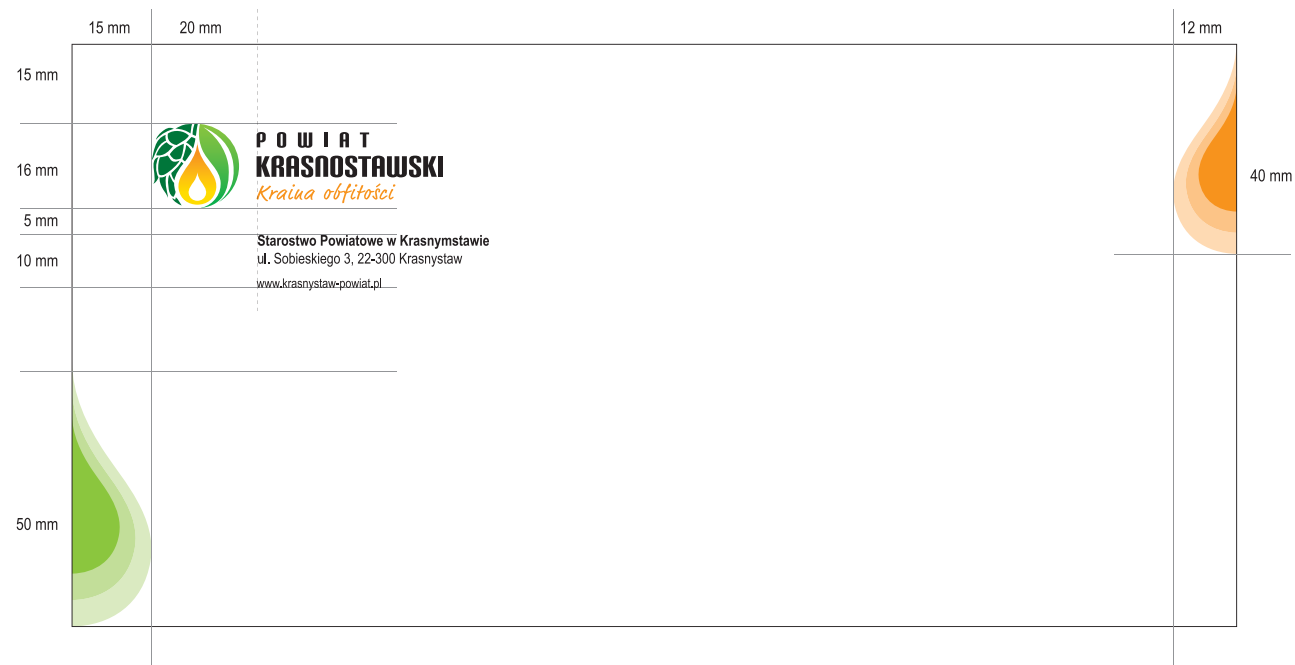 15 mm 20 mm 12 mm
15 mm
POWIAT
KRASNOSTAWSKI
Kraina obfitości
16 mm
40 mm
5 mm
Starostwo Powiatowe w Krasnymstawie
ul. Sobieskiego 3, 22-300 Krasnystaw
10 mm
www.krasnystaw-powiat.pl
50 mm